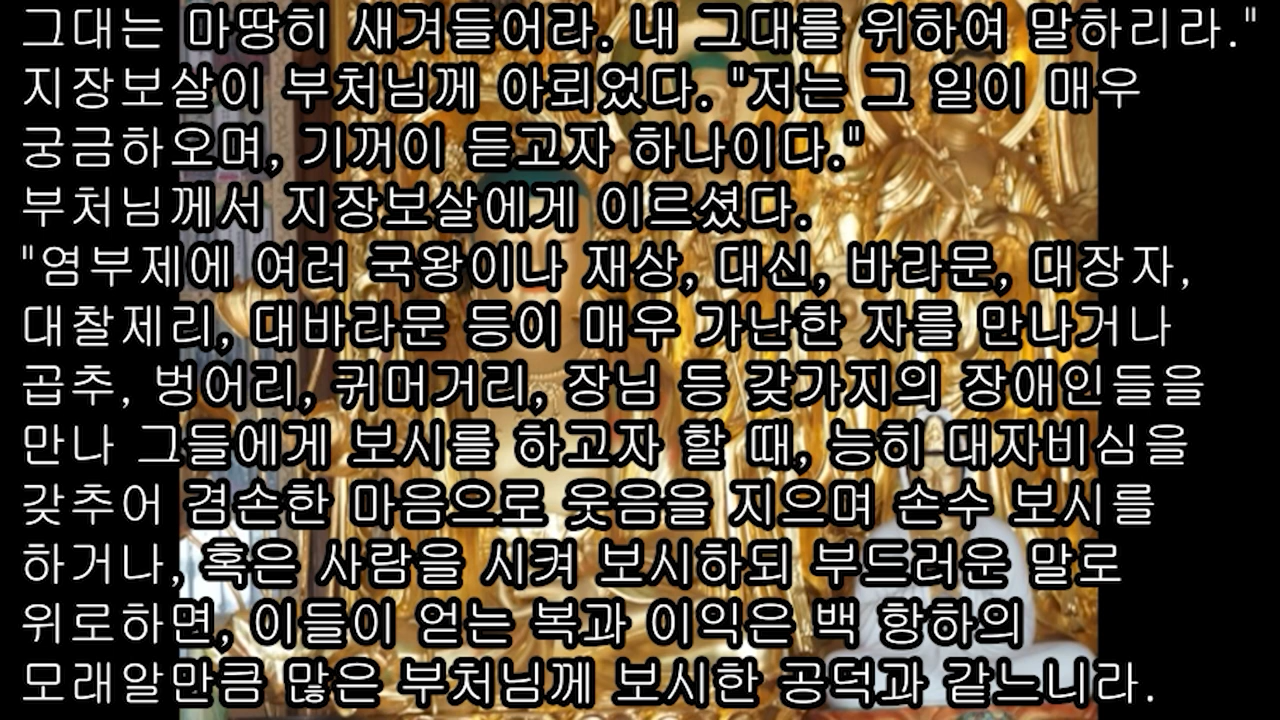 그대는 마땅히 새겨들어라. 내 그대를 위하여 말하리라."
지장보살이 부처님께 아뢰었다. "저는 그 일이 매우
궁금하오며, 기꺼이 듣고자 하나이다."
부처님께서 지장보살에게 이르셨다.
"염부제에 여러 국왕이나 재상, 대신, 바라문, 대장자,
대찰제리, 대바라문 등이 매우 가난한 자를 만나거나
곱추, 벙어리, 귀머거리, 장님 등 갖가지의 장애인들을
만나 그들에게 보시를 하고자 할 때, 능히 대자비심을
갖추어 겸손한 마음으로 웃음을 지으며 손수 보시를
하거나, 혹은 사람을 시켜 보시하되 부드러운 말로
위로하면, 이들이 얻는 복과 이익은 백 항하의
모래알만큼 많은 부처님께 보시한 공덕과 같느니라.